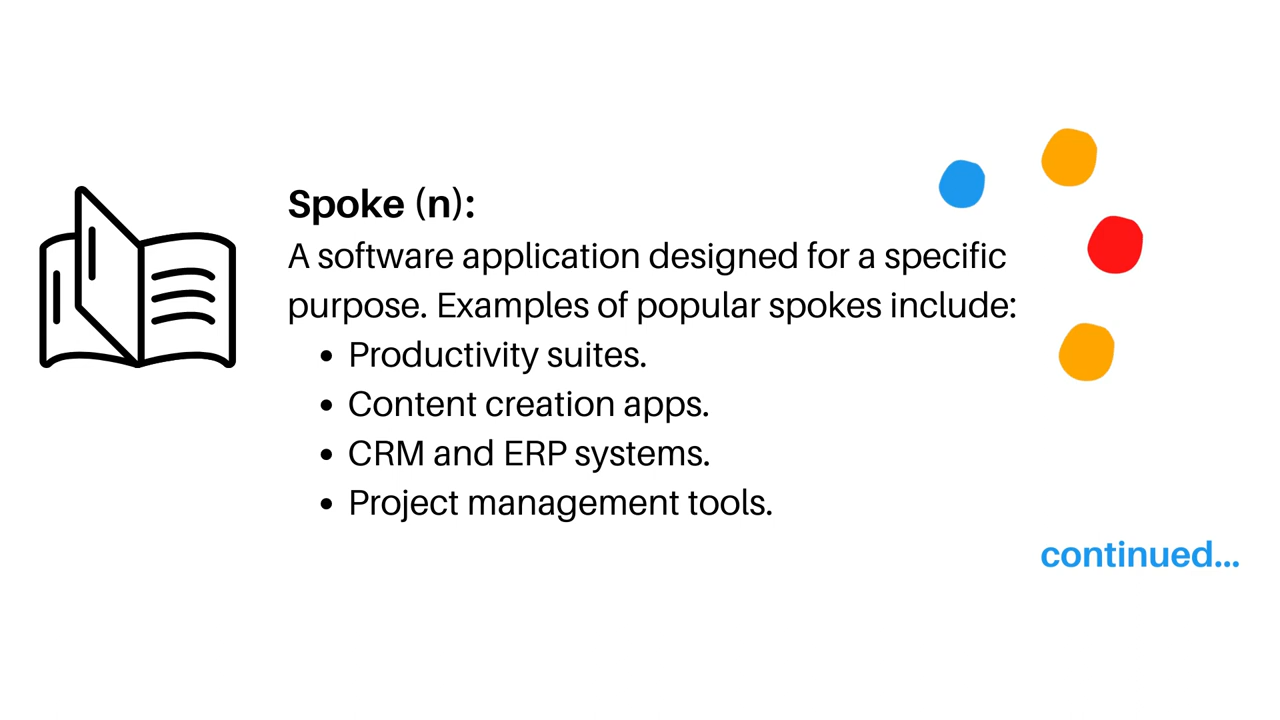 Spoke (n):
A software application designed for a specific
purpose. Examples of popular spokes include:
• Productivity suites.
• Content creation apps.
• CRM and ERP systems.
• Project management tools.
continued...